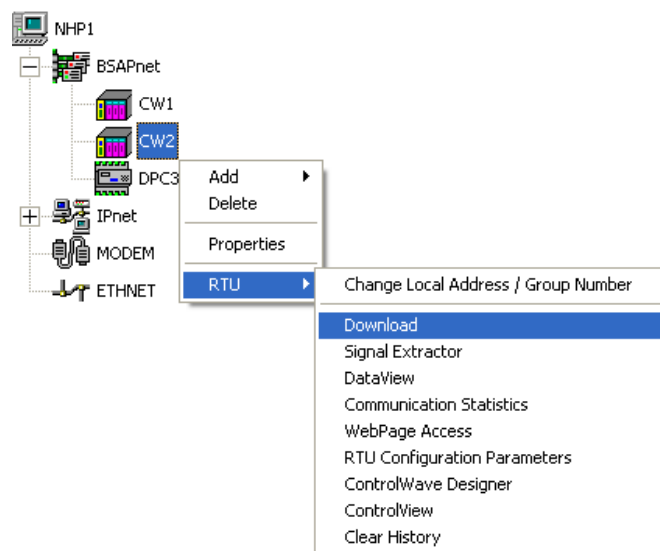 NHP1
BSAPnet
CW1
CW2
DPC3
IPnet
MODEM
ETHNET
Add
Delete
Properties
RTU
Change Local Address / Group Number
Download
Signal Extractor
DataView
Communication Statistics
WebPage Access
RTU Configuration Parameters
ControlWave Designer
ControlView
Clear History